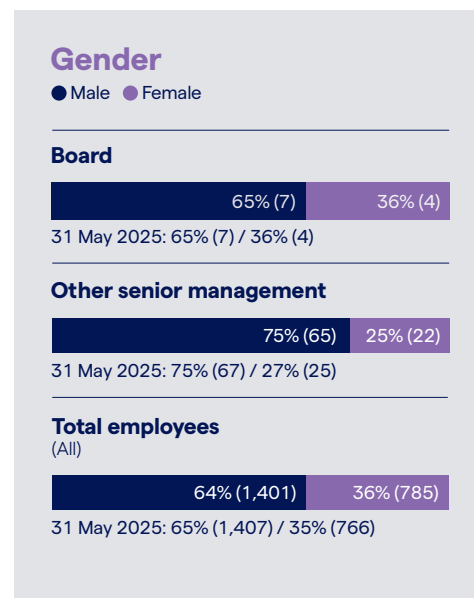 Gender
Male Female
Board
65% (7) 36% (4)
31 May 2025: 65% (7) / 36% (4)
Other senior management
75% (65) 25% (22)
31 May 2025: 75% (67) / 27% (25)
Total employees
(All)
64% (1,401) 36% (785)
31 May 2025: 65% (1,407) / 35% (766)